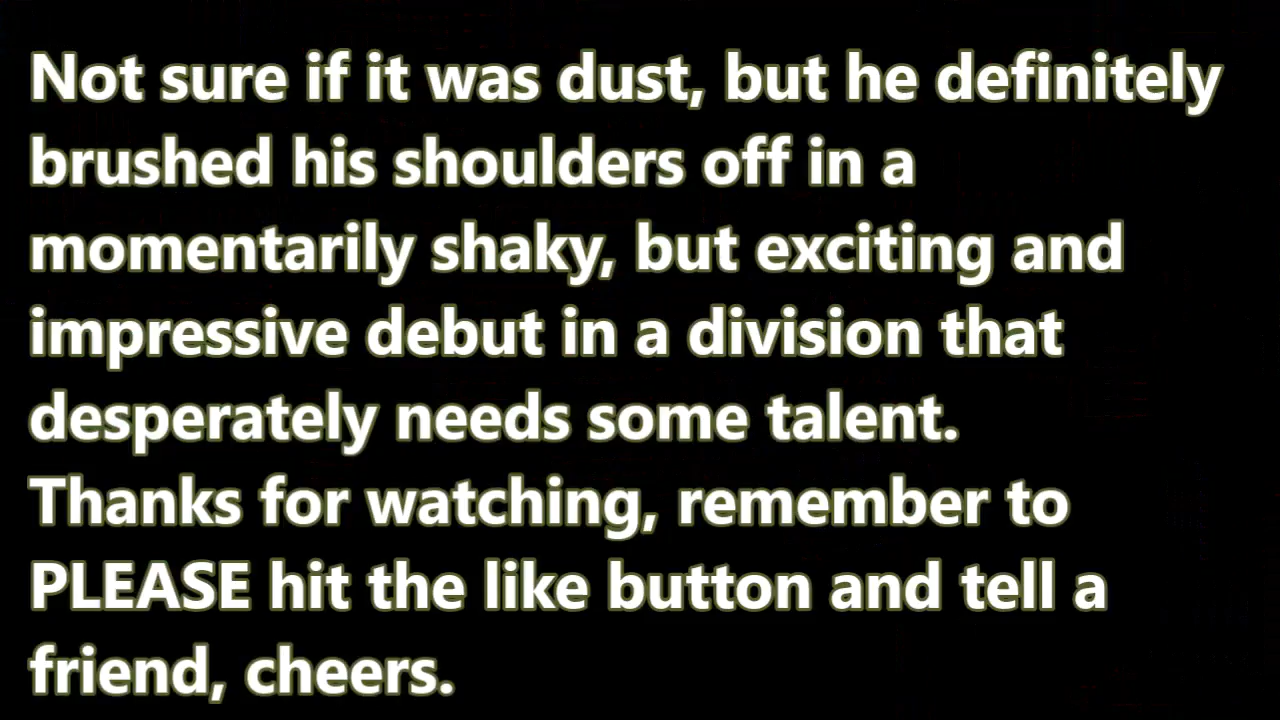 Not sure if it was dust, but he definitely
brushed his shoulders off in a
momentarily shaky, but exciting and
impressive debut in a division that
desperately needs some talent.
Thanks for watching, remember to
PLEASE hit the like button and tell a
friend, cheers.